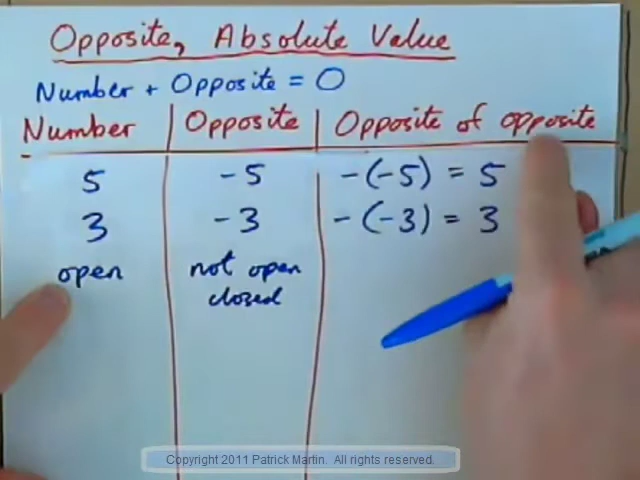 Opposite, Absolute Value
Number + Opposite = 0
Number Opposite Opposite of opposite
5 -5 -(-5) = 5
3 -3 -(-3) = 3
open not open
closed
Copyright 2011 Patrick Martin. All rights reserved.